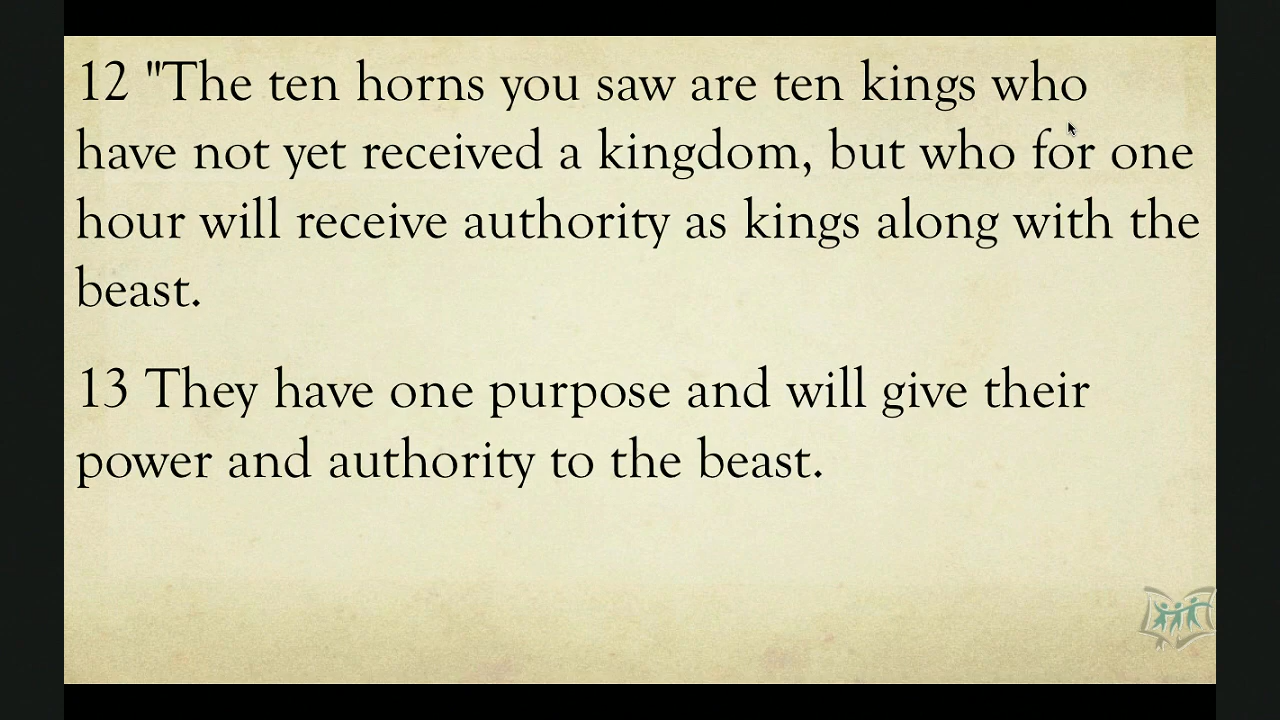 12 "The ten horns you saw are ten kings who
have not yet received a kingdom, but who for one
hour will receive authority as kings along with the
beast.
13 They have one purpose and will give their
power and authority to the beast.